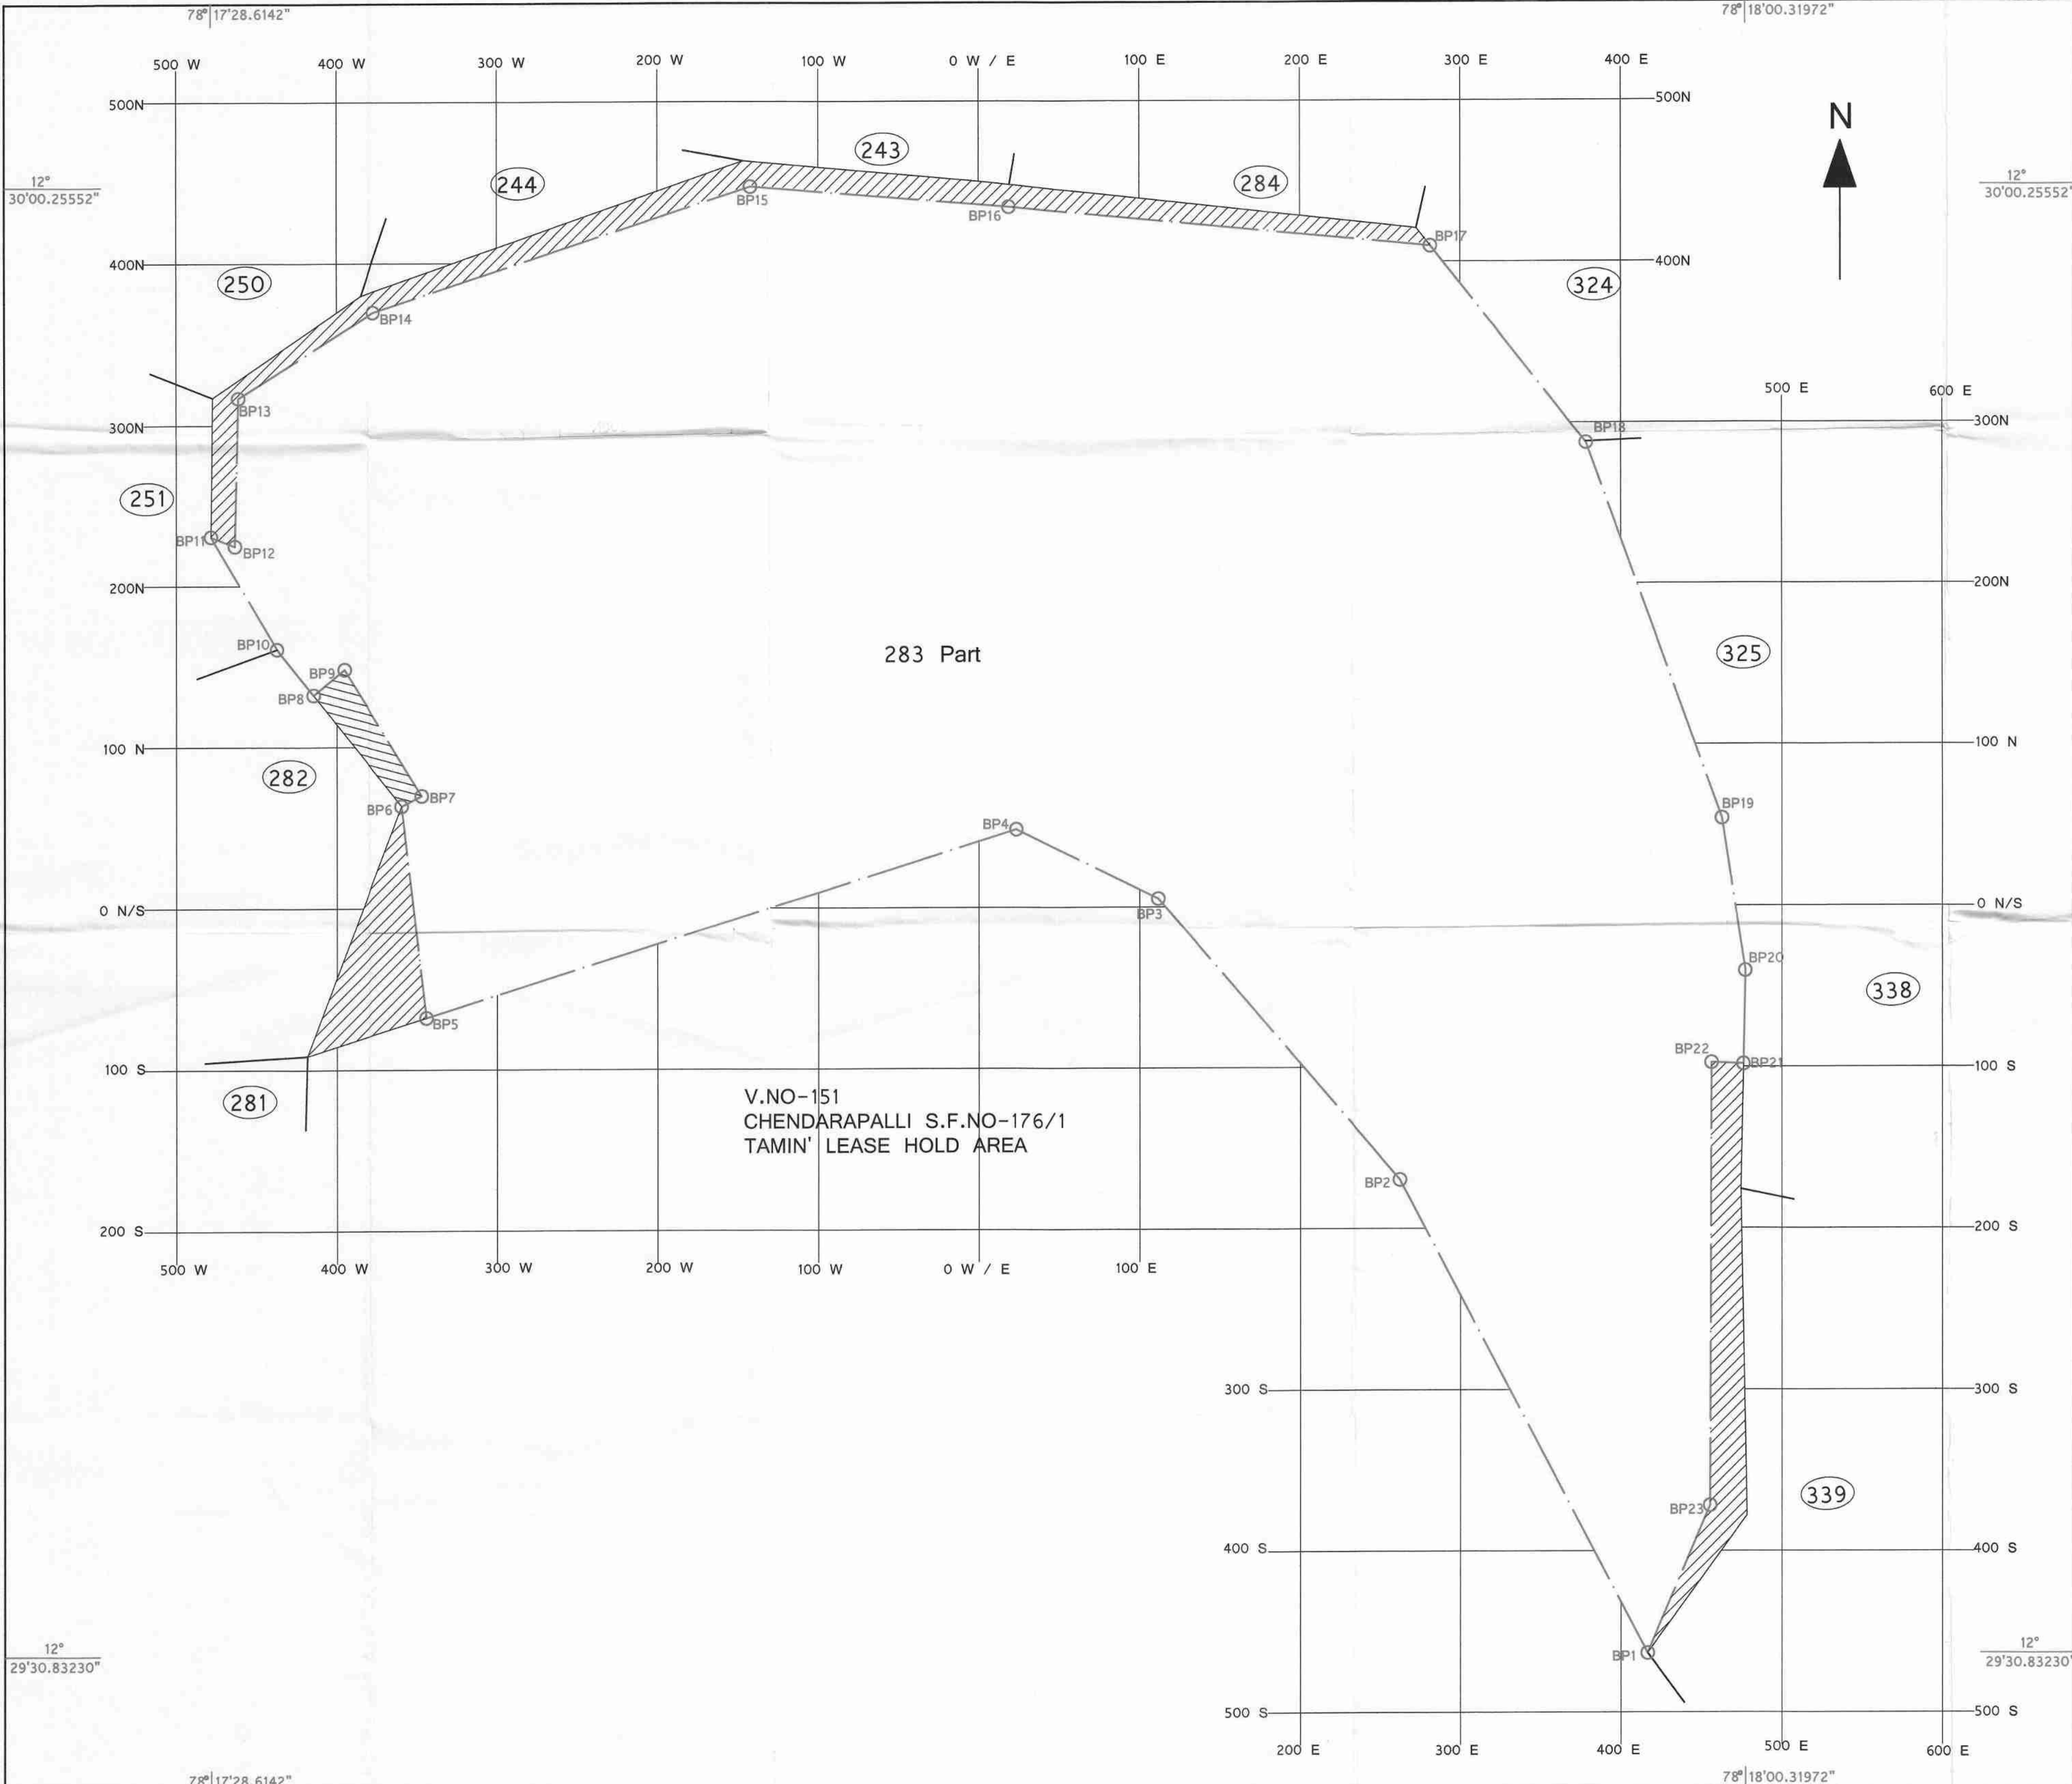 78°17'28.6142"
78°18'00.31972"
500 W 400 W 300 W 200 W 100 W 0 W / E 100 E 200 E 300 E 400 E
500N
500N
N
243
12°
30'00.25552"
244
284
12°
30'00.25552"
BP15
BP16
BP17
400N
400N
250
324
BP14
500 E 600 E
BP13
300N
BP18
300N
251
BP11
BP12
200N
200N
BP10
283 Part
325
BP9
BP8
100 N
100 N
282
BP7
BP6
BP19
BP4
0 N/S
BP3
0 N/S
BP20
338
BP5
BP22
BP21
100 S
100 S
281
V.NO-151
CHENDARAPALLI S.F.NO-176/1
TAMIN' LEASE HOLD AREA
BP2
200 S
200 S
500 W 400 W 300 W 200 W 100 W 0 W / E 100 E
300 S
300 S
339
BP23
400 S
400 S
12°
29'30.83230"
BP1
12°
29'30.83230"
500 S
500 S
200 E 300 E 400 E 500 E 600 E
78°17'28.6142"
78°18'00.31972"